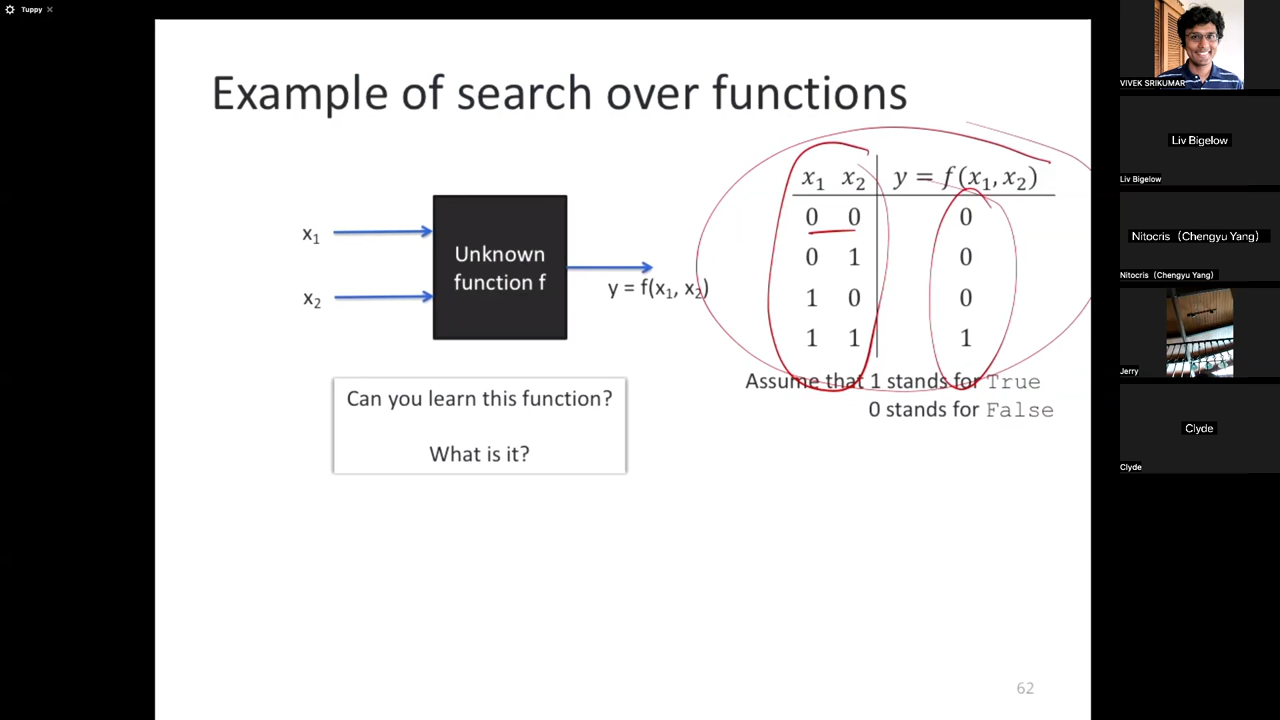 Tuppy
Example of search over functions
x₁
x₂
Unknown
function f
y = f(x₁, x₂)
Can you learn this function?
What is it?
x₁ x₂ y = f(x₁, x₂)
0 0 0
0 1 0
1 0 0
1 1 1
Assume that 1 stands for True
0 stands for False
62
VIVEK SRIKUMAR
Liv Bigelow
Liv Bigelow
Nitocris（Chengyu Yang）
Nitocris（Chengyu Yang）
Jerry
Clyde
Clyde